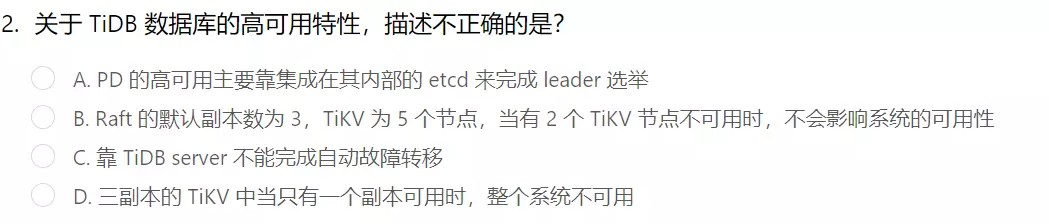 2. 关于 TiDB 数据库的高可用特性，描述不正确的是？
A. PD 的高可用主要靠集成在其内部的 etcd 来完成 leader 选举
B. Raft 的默认副本数为 3，TiKV 为 5 个节点，当有 2 个 TiKV 节点不可用时，不会影响系统的可用性
C. 靠 TiDB server 不能完成自动故障转移
D. 三副本的 TiKV 中当只有一个副本可用时，整个系统不可用